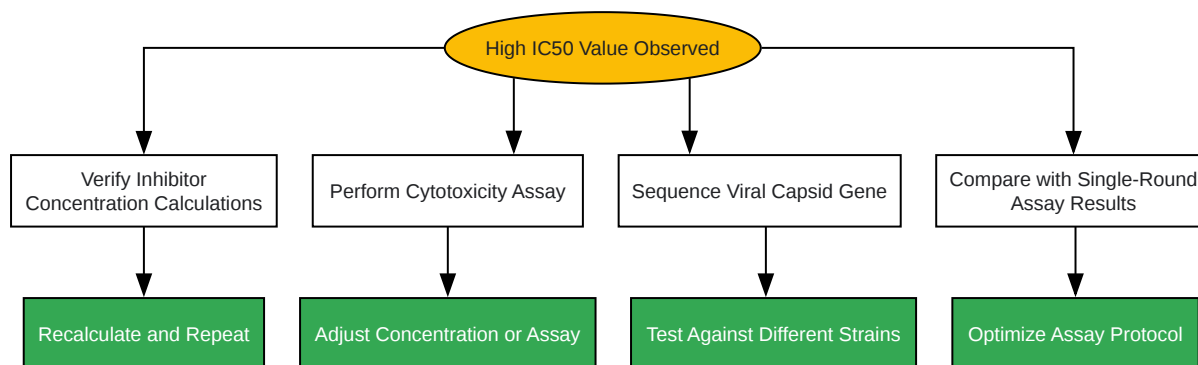 High IC50 Value Observed
Verify Inhibitor
Concentration Calculations
Perform Cytotoxicity Assay
Sequence Viral Capsid Gene
Compare with Single-Round
Assay Results
Recalculate and Repeat
Adjust Concentration or Assay
Test Against Different Strains
Optimize Assay Protocol